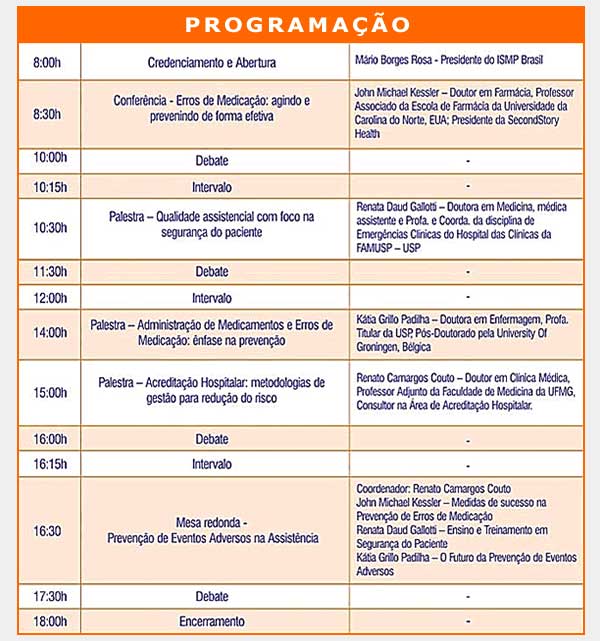 PROGRAMAÇÃO
8:00h
Credenciamento e Abertura
Mário Borges Rosa - Presidente do ISMP Brasil
8:30h
Conferência - Erros de Medicação: agindo e
prevenindo de forma efetiva
John Michael Kessler – Doutor em Farmácia, Professor
Associado da Escola de Farmácia da Universidade da
Carolina do Norte, EUA; Presidente da SecondStory
Health
10:00h
Debate
-
10:15h
Intervalo
-
10:30h
Palestra – Qualidade assistencial com foco na
segurança do paciente
Renata Daud Gallotti – Doutora em Medicina, médica
assistente e Profa. e Coorda. da disciplina de
Emergências Clínicas do Hospital das Clínicas da
FAMUSP – USP
11:30h
Debate
-
12:00h
Intervalo
-
14:00h
Palestra – Administração de Medicamentos e Erros de
Medicação: ênfase na prevenção
Kátia Grillo Padilha – Doutora em Enfermagem, Profa.
Titular da USP, Pós-Doutorado pela University Of
Groningen, Bélgica
15:00h
Palestra – Acreditação Hospitalar: metodologias de
gestão para redução do risco
Renato Camargos Couto – Doutor em Clínica Médica,
Professor Adjunto da Faculdade de Medicina da UFMG,
Consultor na Área de Acreditação Hospitalar.
16:00h
Debate
-
16:15h
Intervalo
-
16:30
Mesa redonda -
Prevenção de Eventos Adversos na Assistência
Coordenador: Renato Camargos Couto
John Michael Kessler – Medidas de sucesso na
Prevenção de Erros de Medicação
Renata Daud Gallotti – Ensino e Treinamento em
Segurança do Paciente
Kátia Grillo Padilha – O Futuro da Prevenção de Eventos
Adversos
17:30h
Debate
-
18:00h
Encerramento
-